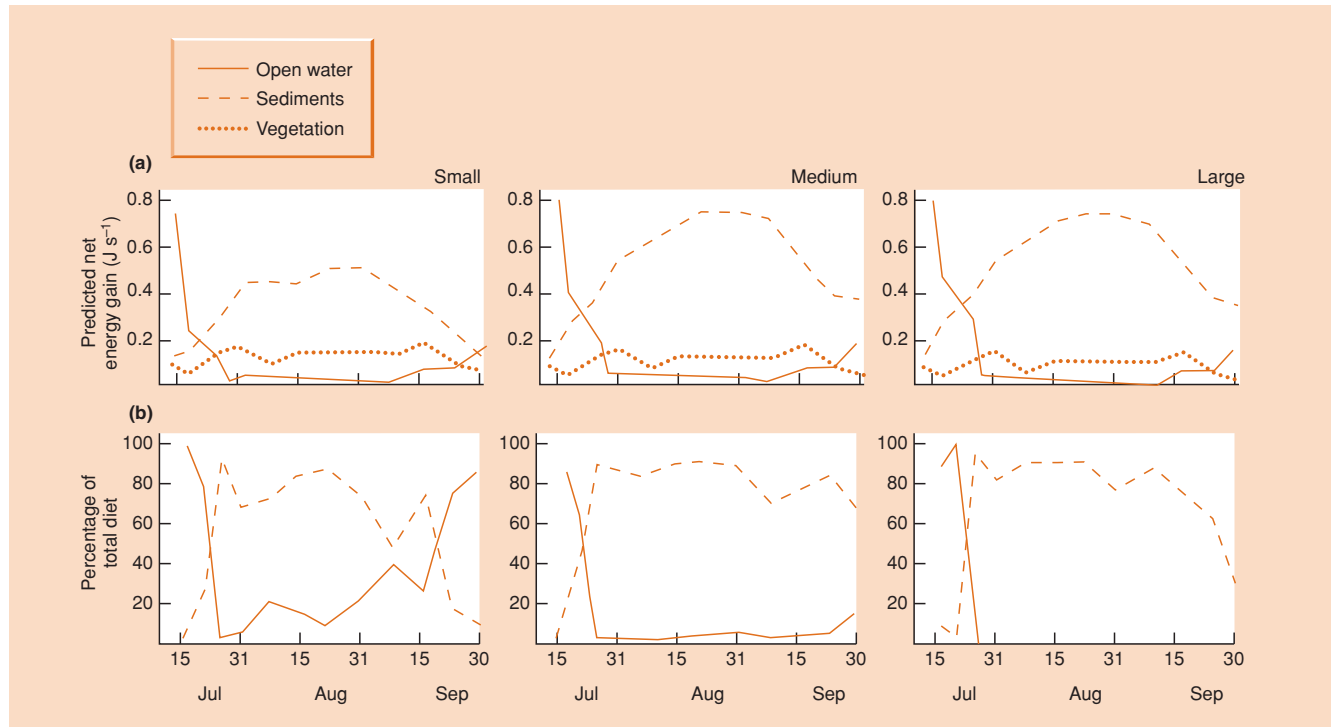 Open water
Sediments
Vegetation
(a)
Small
Medium
Large
Predicted net
energy gain (J s⁻¹)
0.8
0.6
0.4
0.2
0.8
0.6
0.4
0.2
0.8
0.6
0.4
0.2
(b)
Percentage of
total diet
100
80
60
40
20
100
80
60
40
20
100
80
60
40
20
15 31 15 31 15 30
Jul Aug Sep
15 31 15 31 15 30
Jul Aug Sep
15 31 15 31 15 30
Jul Aug Sep